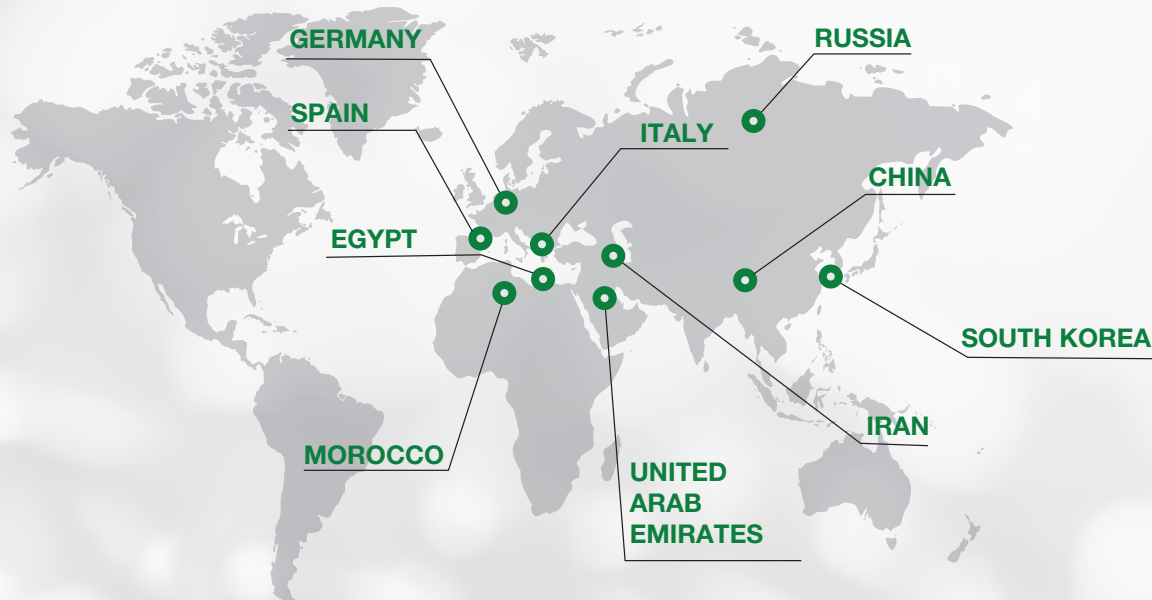 GERMANY
RUSSIA
SPAIN
ITALY
CHINA
EGYPT
SOUTH KOREA
IRAN
MOROCCO
UNITED
ARAB
EMIRATES